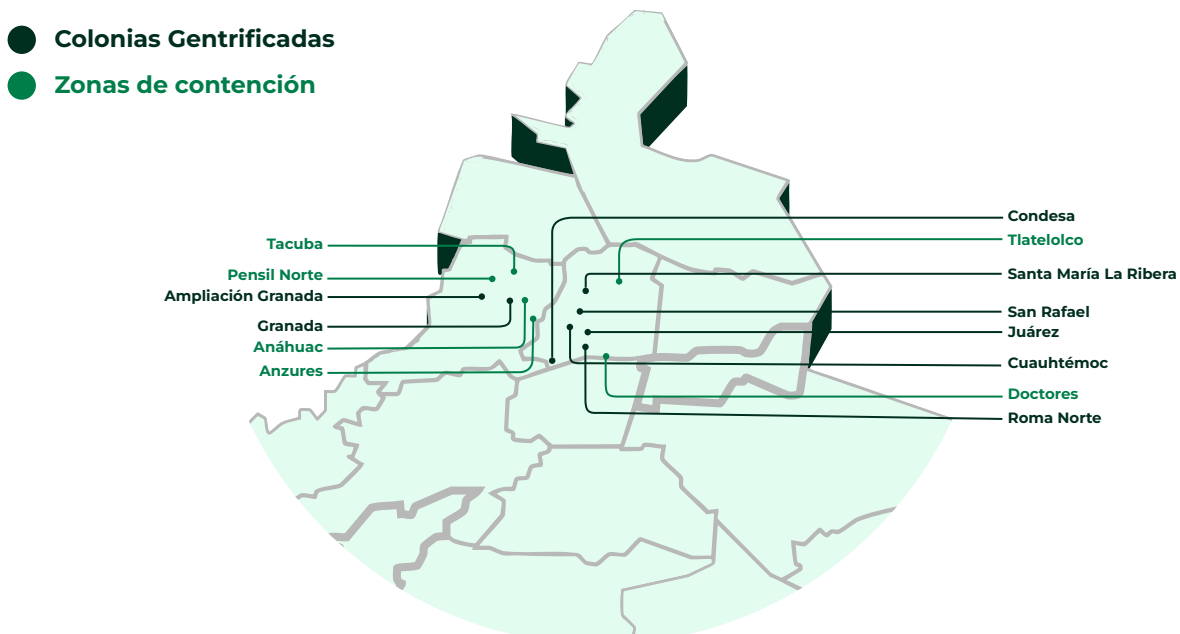 Colonias Gentrificadas
Zonas de contención
Tacuba
Pensil Norte
Ampliación Granada
Granada
Anáhuac
Anzures
Condesa
Tlatelolco
Santa María La Ribera
San Rafael
Juárez
Cuauhtémoc
Doctores
Roma Norte